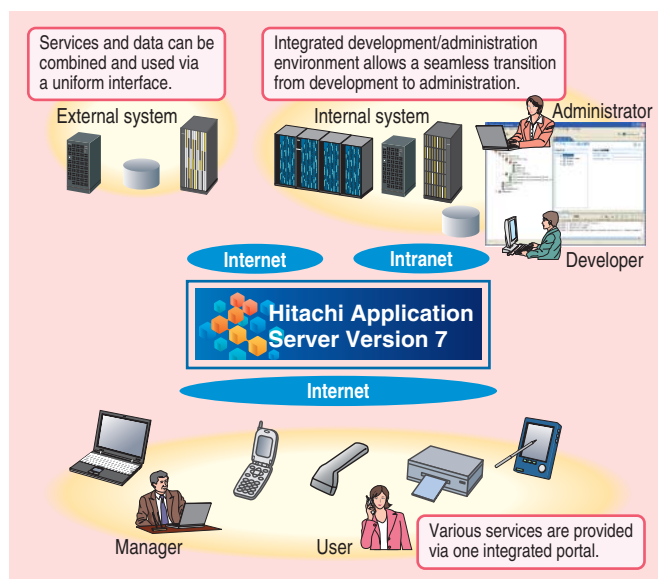 Services and data can be
combined and used via
a uniform interface.
Integrated development/administration
environment allows a seamless transition
from development to administration.
External system
Internal system
Administrator
Developer
Internet
Intranet
Hitachi Application
Server Version 7
Internet
Manager
User
Various services are provided
via one integrated portal.